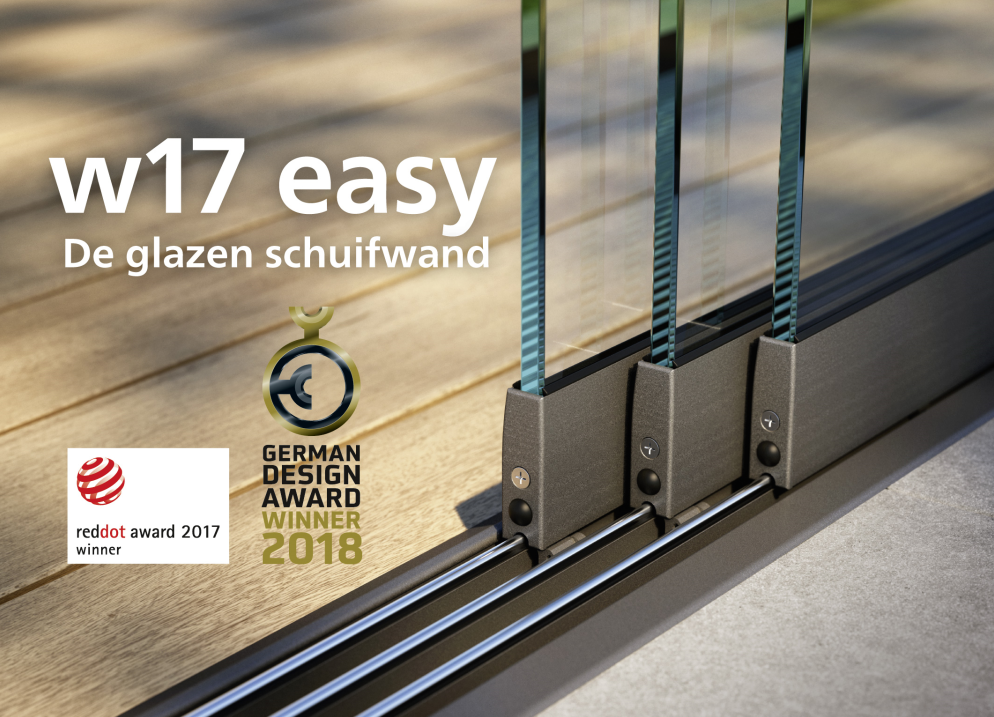 w17 easy
De glazen schuifwand
GERMAN
DESIGN
AWARD
WINNER
2018
reddot award 2017
winner